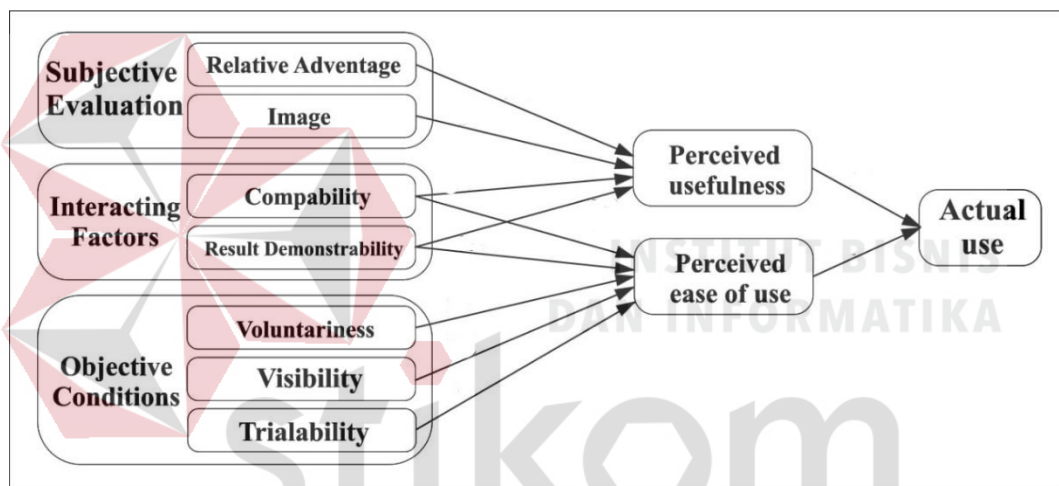 Subjective
Evaluation
Relative Adventage
Image
Interacting
Factors
Compability
Result Demonstrability
Objective
Conditions
Voluntariness
Visibility
Trialability
Perceived
usefulness
Perceived
ease of use
Actual
use
INSTITUT BISNIS
DAN INFORMATIKA
stikom